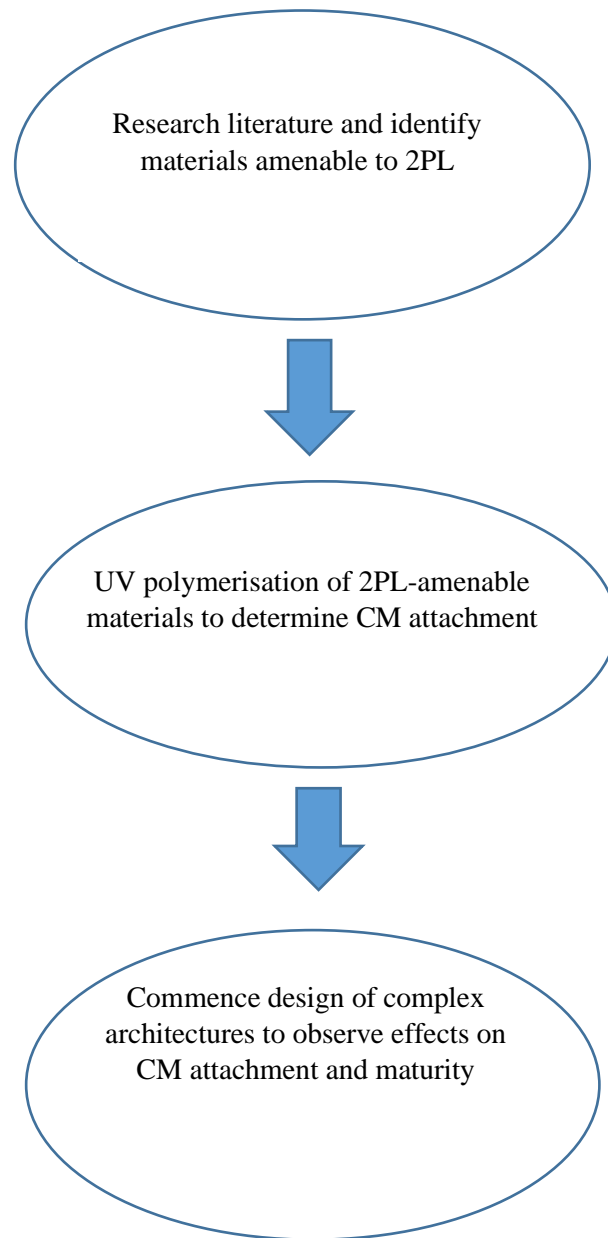 Research literature and identify
materials amenable to 2PL
UV polymerisation of 2PL-amenable
materials to determine CM attachment
Commence design of complex
architectures to observe effects on
CM attachment and maturity